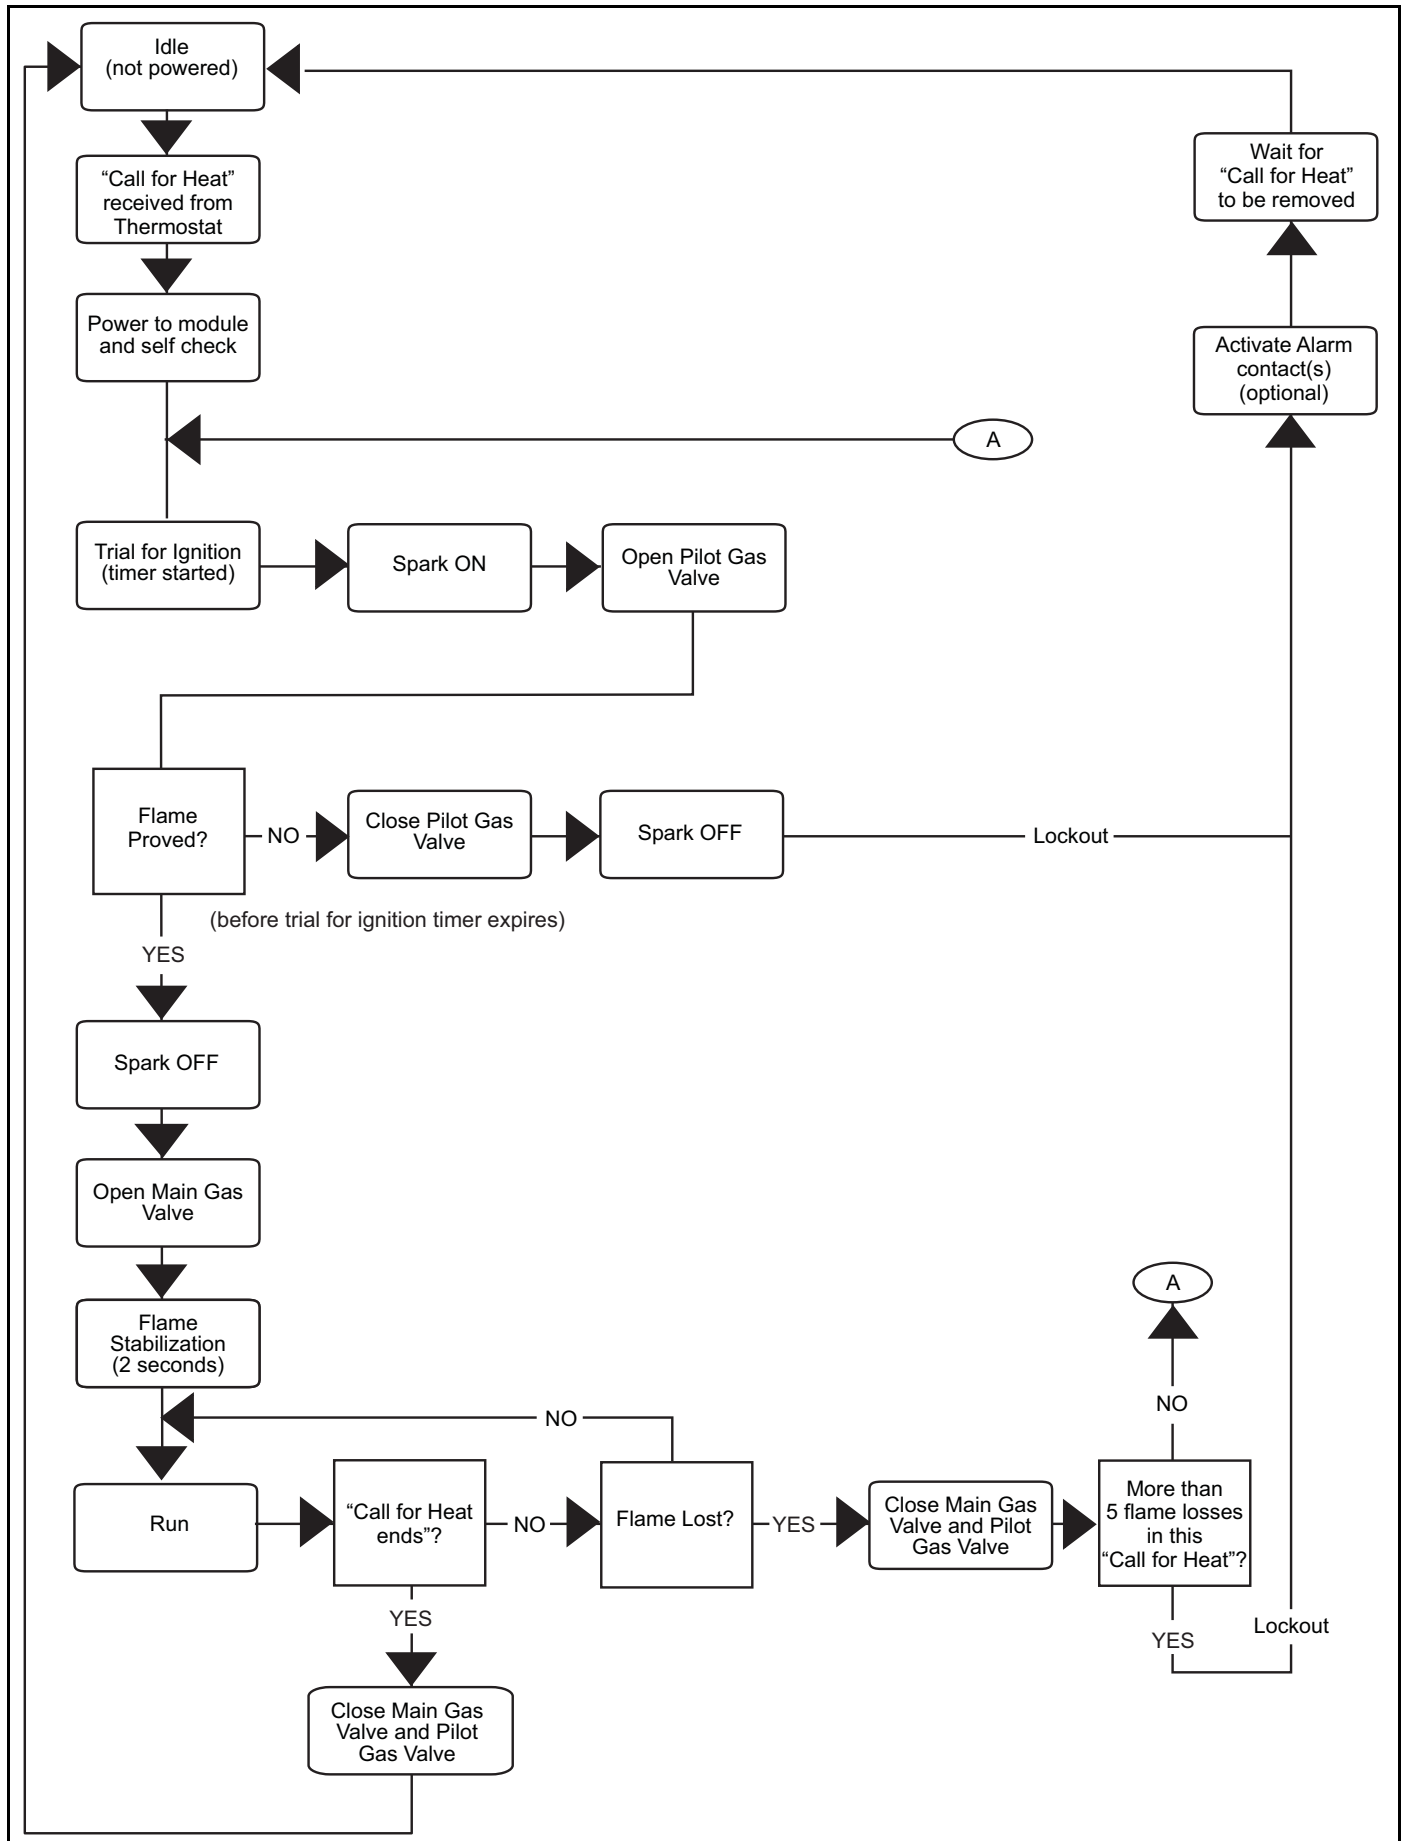 Idle
(not powered)
“Call for Heat”
received from
Thermostat
Power to module
and self check
Wait for
“Call for Heat”
to be removed
Activate Alarm
contact(s)
(optional)
A
Trial for Ignition
(timer started)
Spark ON
Open Pilot Gas
Valve
Flame
Proved?
NO
Close Pilot Gas
Valve
Spark OFF
Lockout
(before trial for ignition timer expires)
YES
Spark OFF
Open Main Gas
Valve
Flame
Stabilization
(2 seconds)
A
NO
NO
Run
“Call for Heat
ends”?
NO
Flame Lost?
YES
Close Main Gas
Valve and Pilot
Gas Valve
More than
5 flame losses
in this
“Call for Heat”?
YES
YES
Lockout
Close Main Gas
Valve and Pilot
Gas Valve